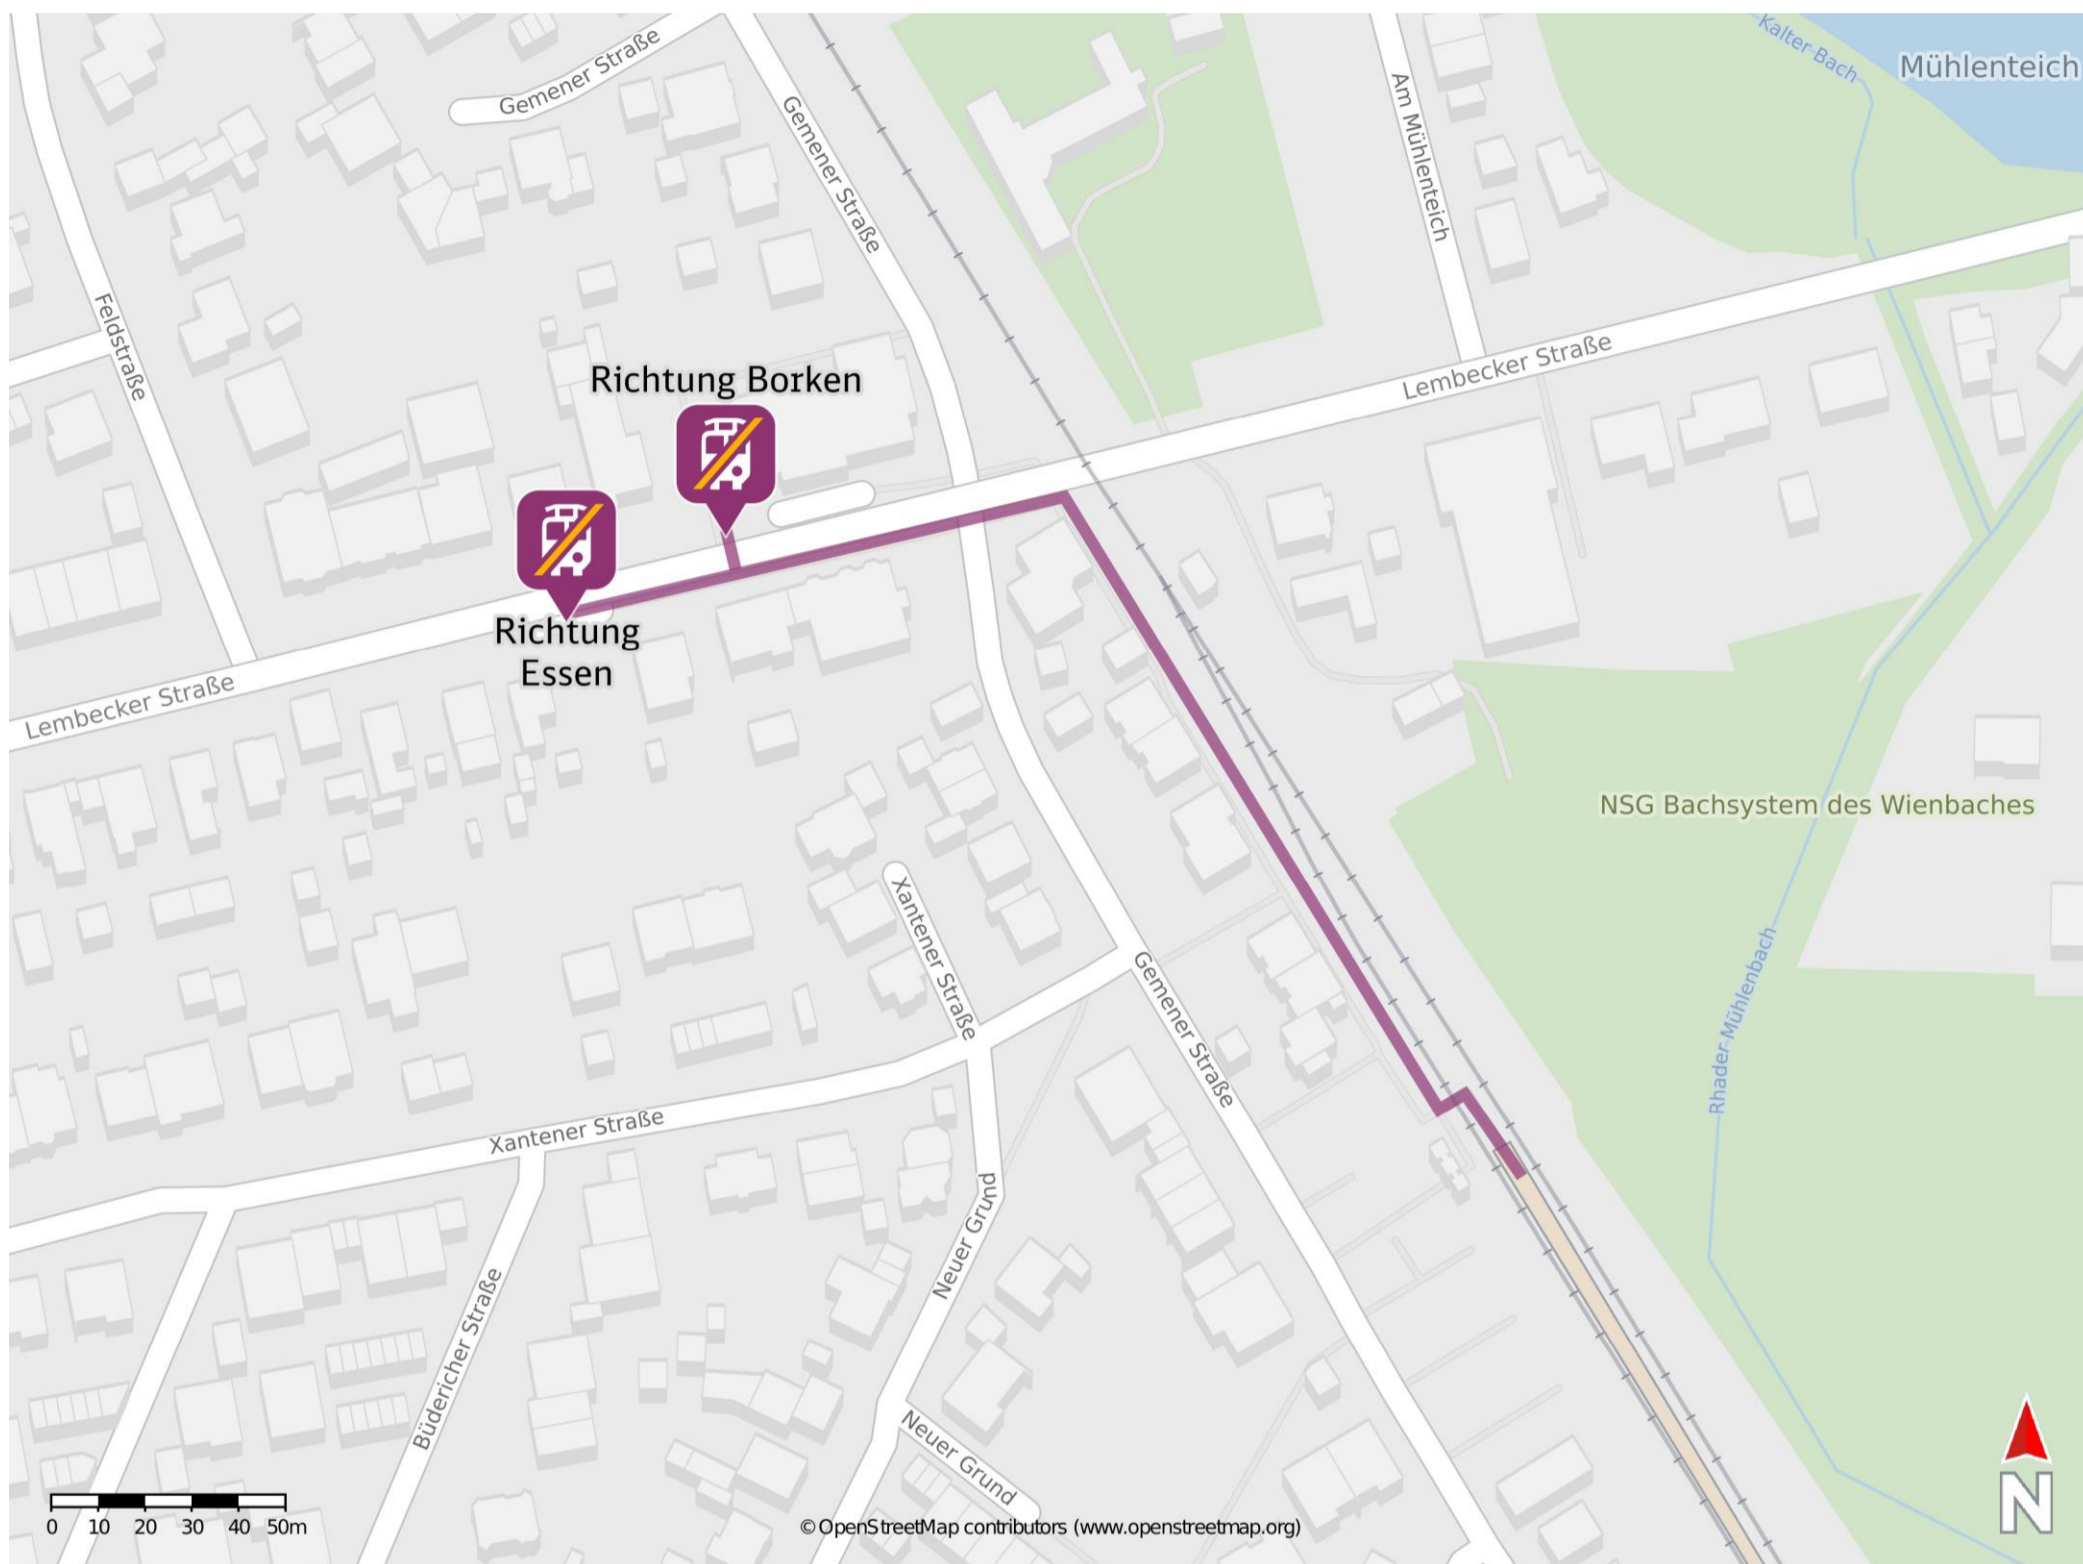 Kalter Bach
Mühlenteich
Gemener Straße
Gemener Straße
Am Mühlenteich
Feldstraße
Lembecker Straße
Richtung Borken
Richtung
Essen
Lembecker Straße
NSG Bachsystem des Wienbaches
Xantener Straße
Gemener Straße
Rhader Mühlenbach
Xantener Straße
Neuer Grund
Büdericher Straße
Neuer Grund
N
0 10 20 30 40 50m
© OpenStreetMap contributors (www.openstreetmap.org)